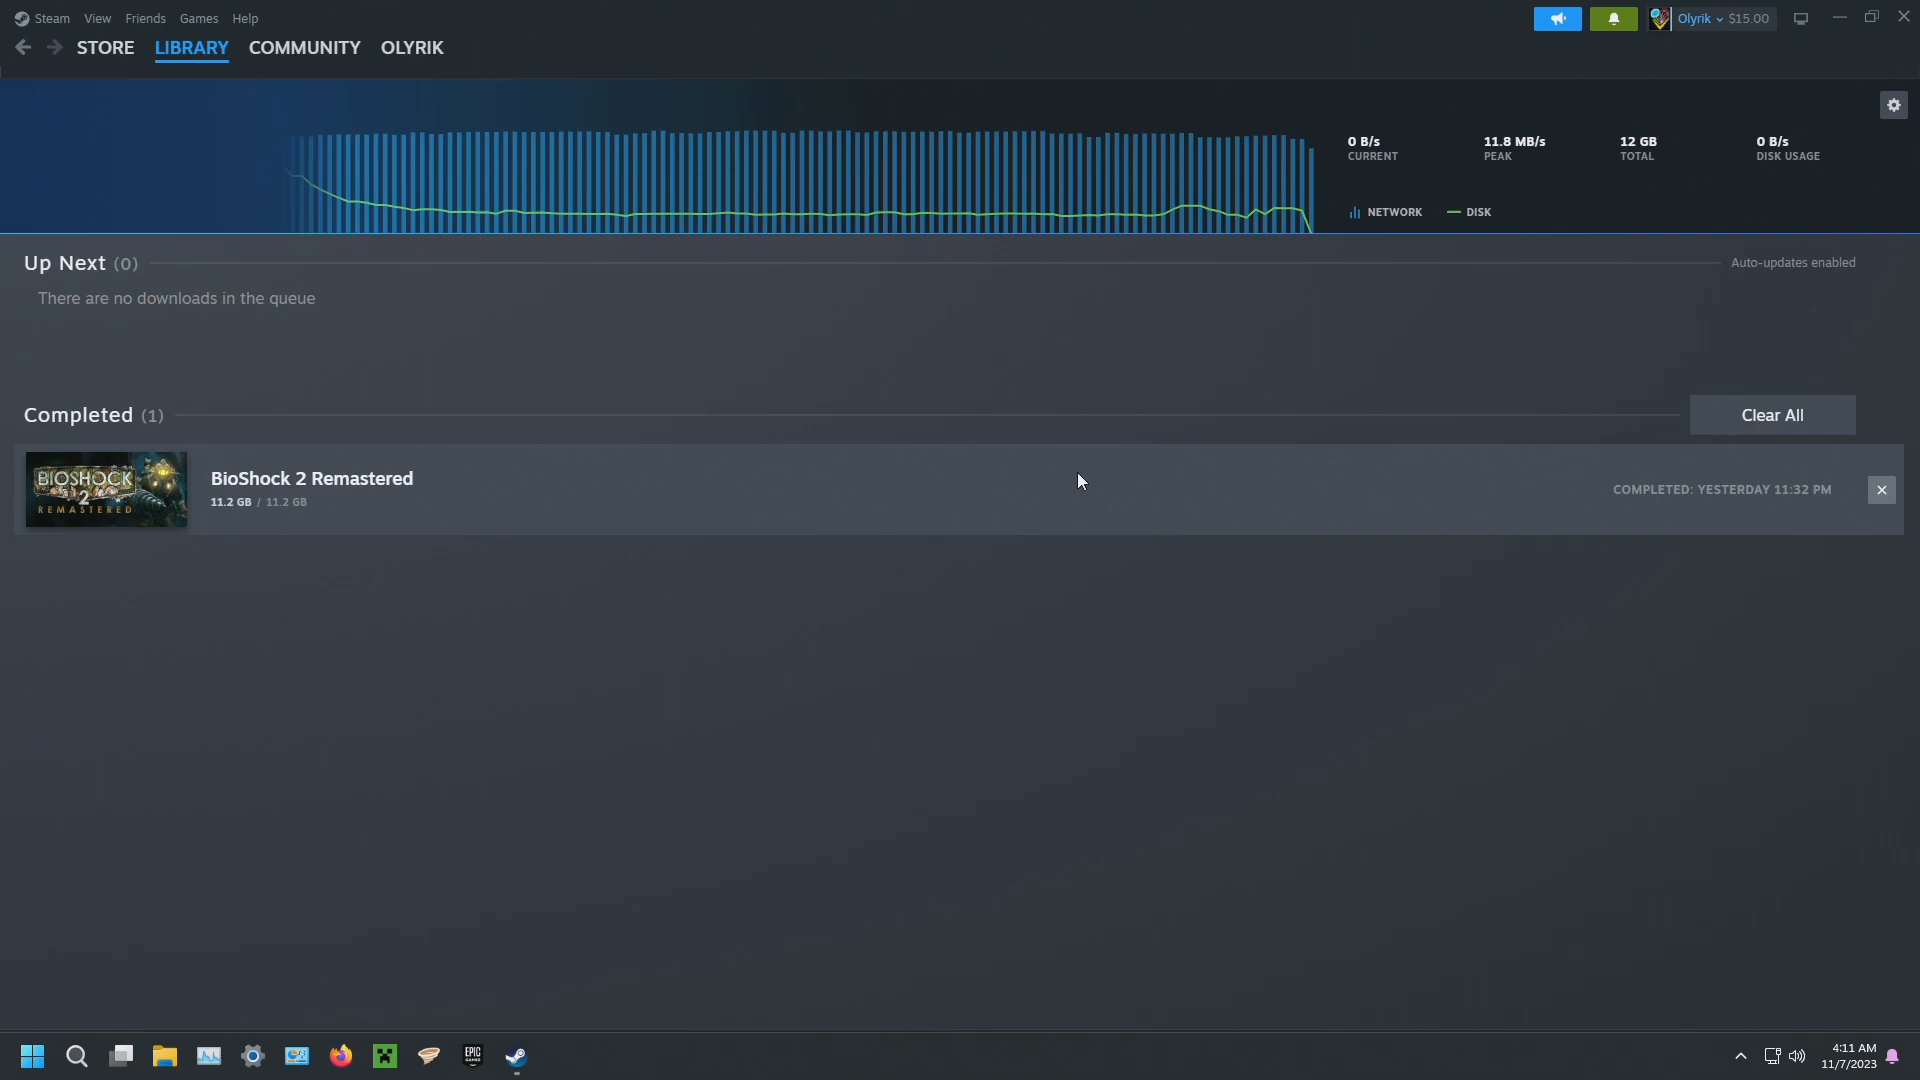 Steam View Friends Games Help
Olyrik $15.00
STORE LIBRARY COMMUNITY OLYRIK
0 B/s 11.8 MB/s 12 GB 0 B/s
CURRENT PEAK TOTAL DISK USAGE
NETWORK DISK
Up Next (0) Auto-updates enabled
There are no downloads in the queue
Completed (1) Clear All
BIOSHOCK
2
REMASTERED
BioShock 2 Remastered
11.2 GB / 11.2 GB
COMPLETED: YESTERDAY 11:32 PM
EPIC
GAMES
4:11 AM
11/7/2023